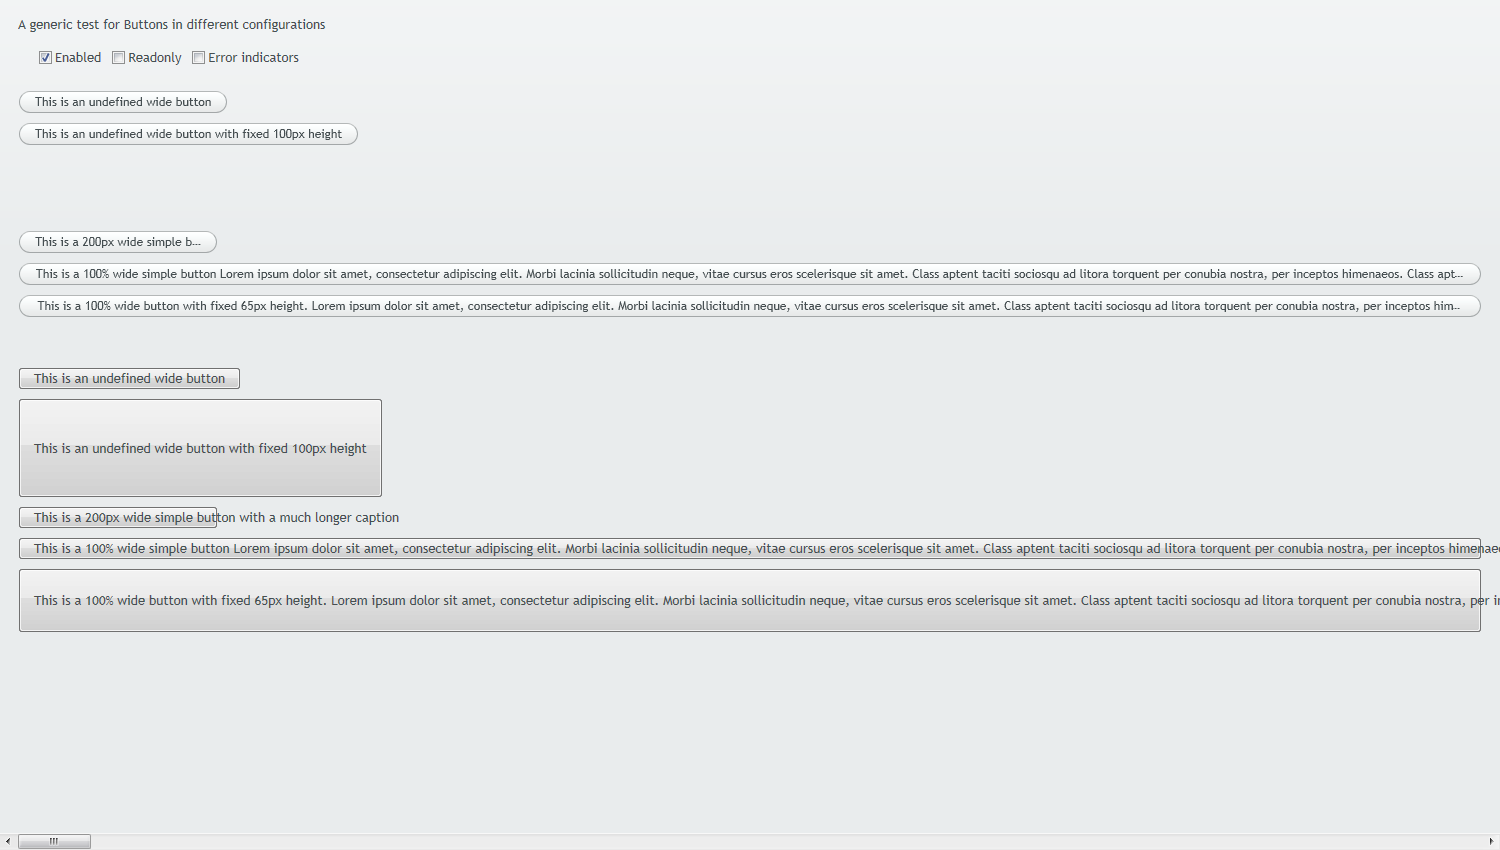 A generic test for Buttons in different configurations
Enabled Readonly Error indicators
This is an undefined wide button
This is an undefined wide button with fixed 100px height
This is a 200px wide simple b...
This is a 100% wide simple button Lorem ipsum dolor sit amet, consectetur adipiscing elit. Morbi lacinia sollicitudin neque, vitae cursus eros scelerisque sit amet. Class aptent taciti sociosqu ad litora torquent per conubia nostra, per inceptos himenaeos. Class apt...
This is a 100% wide button with fixed 65px height. Lorem ipsum dolor sit amet, consectetur adipiscing elit. Morbi lacinia sollicitudin neque, vitae cursus eros scelerisque sit amet. Class aptent taciti sociosqu ad litora torquent per conubia nostra, per inceptos him...
This is an undefined wide button
This is an undefined wide button with fixed 100px height
This is a 200px wide simple button with a much longer caption
This is a 100% wide simple button Lorem ipsum dolor sit amet, consectetur adipiscing elit. Morbi lacinia sollicitudin neque, vitae cursus eros scelerisque sit amet. Class aptent taciti sociosqu ad litora torquent per conubia nostra, per inceptos himenae
This is a 100% wide button with fixed 65px height. Lorem ipsum dolor sit amet, consectetur adipiscing elit. Morbi lacinia sollicitudin neque, vitae cursus eros scelerisque sit amet. Class aptent taciti sociosqu ad litora torquent per conubia nostra, per i